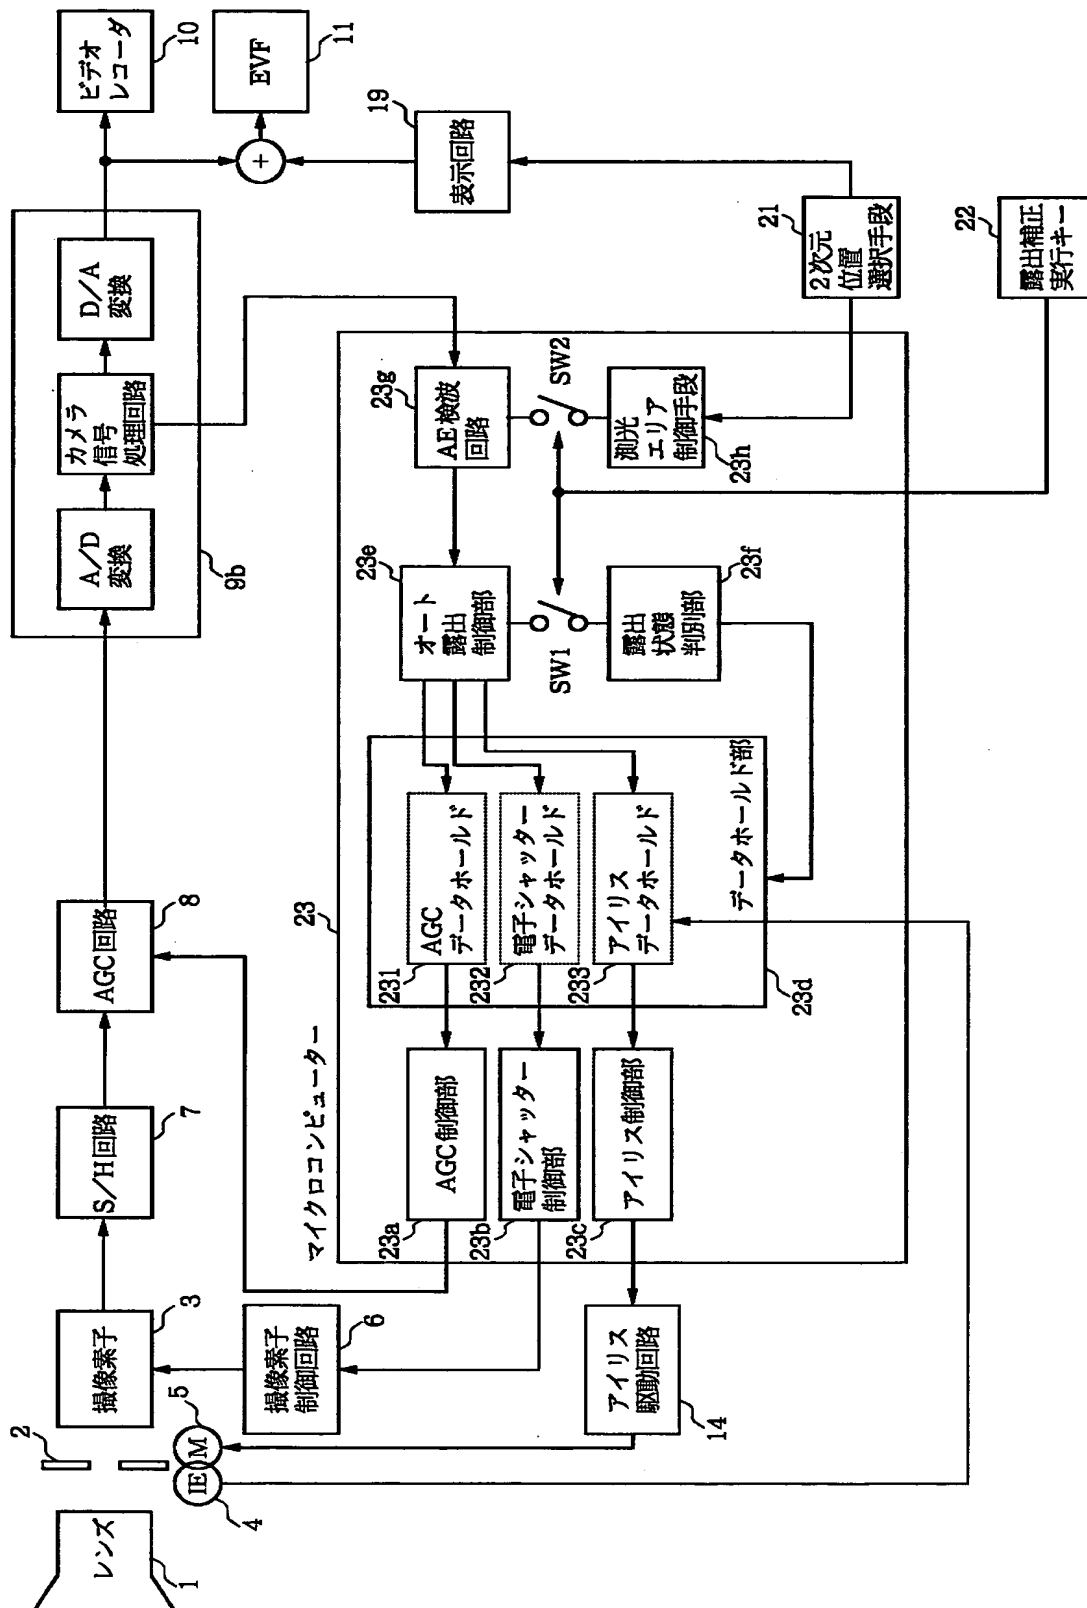 レンズ
1
2
IE
M
4
5
撮像素子
3
撮像素子
制御回路
6
S/H回路
7
AGC回路
8
A/D
変換
カメラ
信号
処理回路
D/A
変換
9b
ビデオ
レコーダ
10
EVF
11
+
表示回路
19
2次元
位置
選択手段
21
露出補正
実行キー
22
マイクロコンピューター
23
AGC制御部
23a
電子シャッター
制御部
23b
アイリス制御部
23c
アイリス
駆動回路
14
AGC
データホールド
231
電子シャッター
データホールド
232
アイリス
データホールド
233
データホールド部
23d
オート
露出
制御部
23e
SW1
露出
状態
判別部
23f
AE検波
回路
23g
SW2
測光
エリア
制御手段
23h